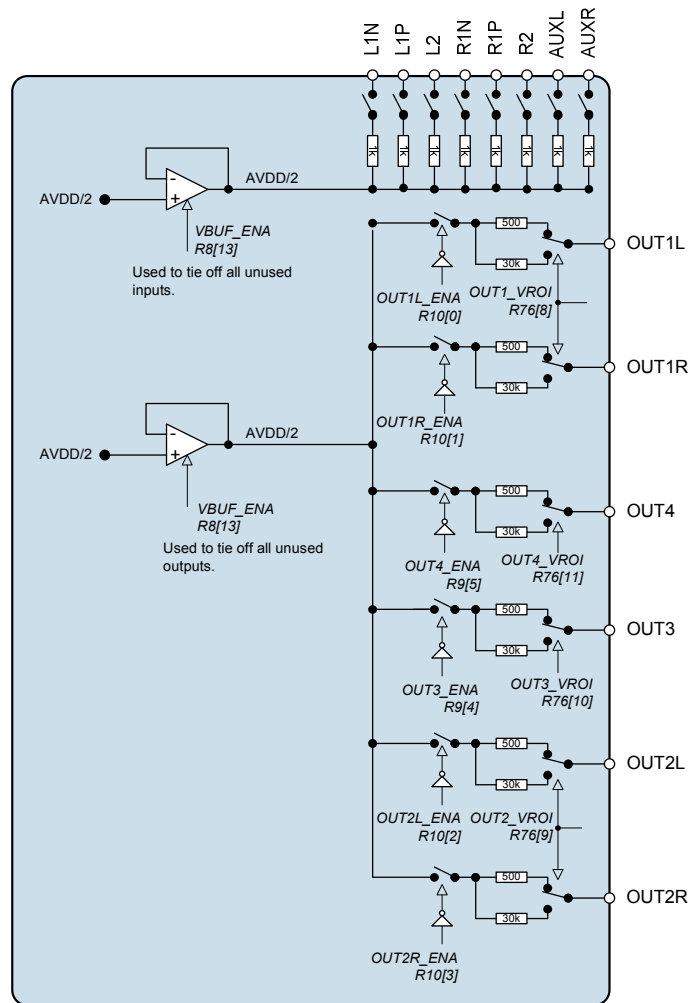 L1N
L1P
L2
R1N
R1P
R2
AUXL
AUXR
1k
1k
1k
1k
1k
1k
1k
1k
AVDD/2
-
+
AVDD/2
VBUF_ENA
R8[13]
Used to tie off all unused
inputs.
500
30k
OUT1L
OUT1L_ENA
R10[0]
OUT1_VROI
R76[8]
500
30k
OUT1R
OUT1R_ENA
R10[1]
AVDD/2
-
+
AVDD/2
VBUF_ENA
R8[13]
Used to tie off all unused
outputs.
500
30k
OUT4
OUT4_ENA
R9[5]
OUT4_VROI
R76[11]
500
30k
OUT3
OUT3_ENA
R9[4]
OUT3_VROI
R76[10]
500
30k
OUT2L
OUT2L_ENA
R10[2]
OUT2_VROI
R76[9]
500
30k
OUT2R
OUT2R_ENA
R10[3]